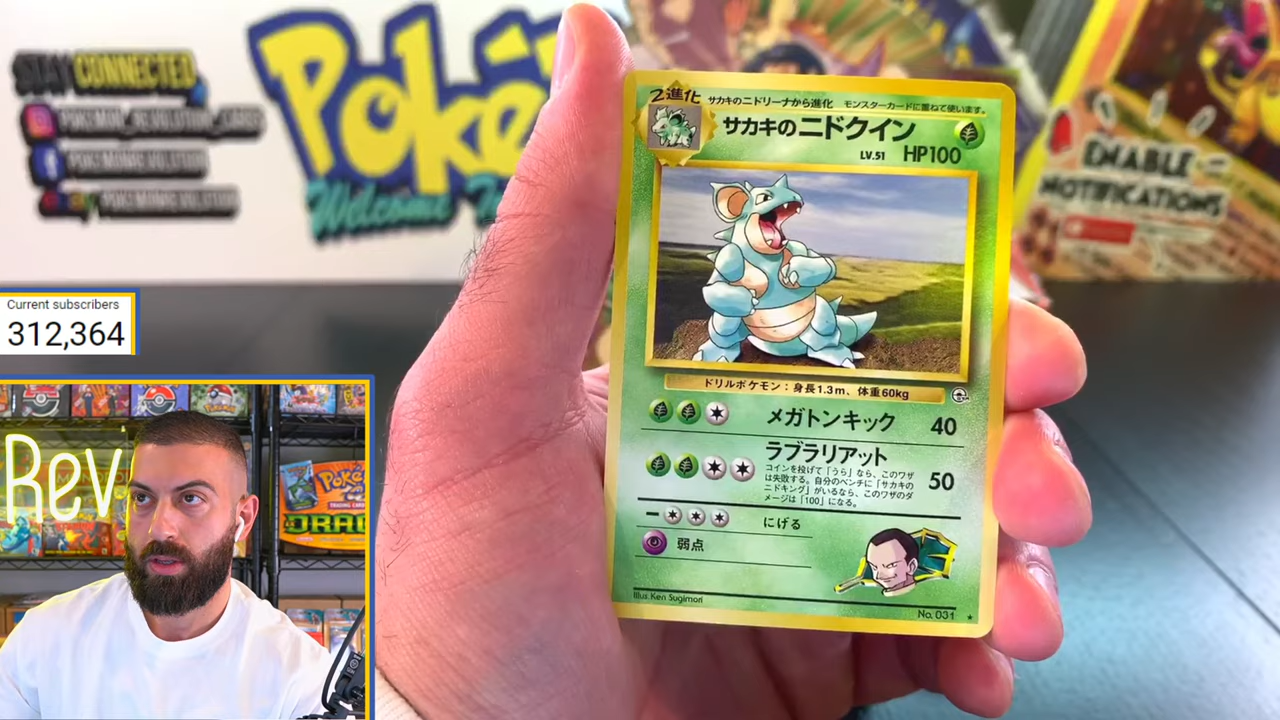 STAY CONNECTED
Poké
Welcome
ENABLE
NOTIFICATIONS
Current subscribers
312,364
Rev
Poké
TRADING CARD
DRA
2進化
サカキのニドリーナから進化 モンスターカードに重ねて使います。
サカキのニドクイン
LV.51 HP100
ドリルポケモン:身長1.3m、体重60kg
メガトンキック 40
ラブラリアット 50
コインを投げて「うら」なら、このワザ
は失敗する。自分のベンチに「サカキの
ニドキング」がいるなら、このワザのダ
メージは「100」になる。
にげる
弱点
Illus. Ken Sugimori
No. 031